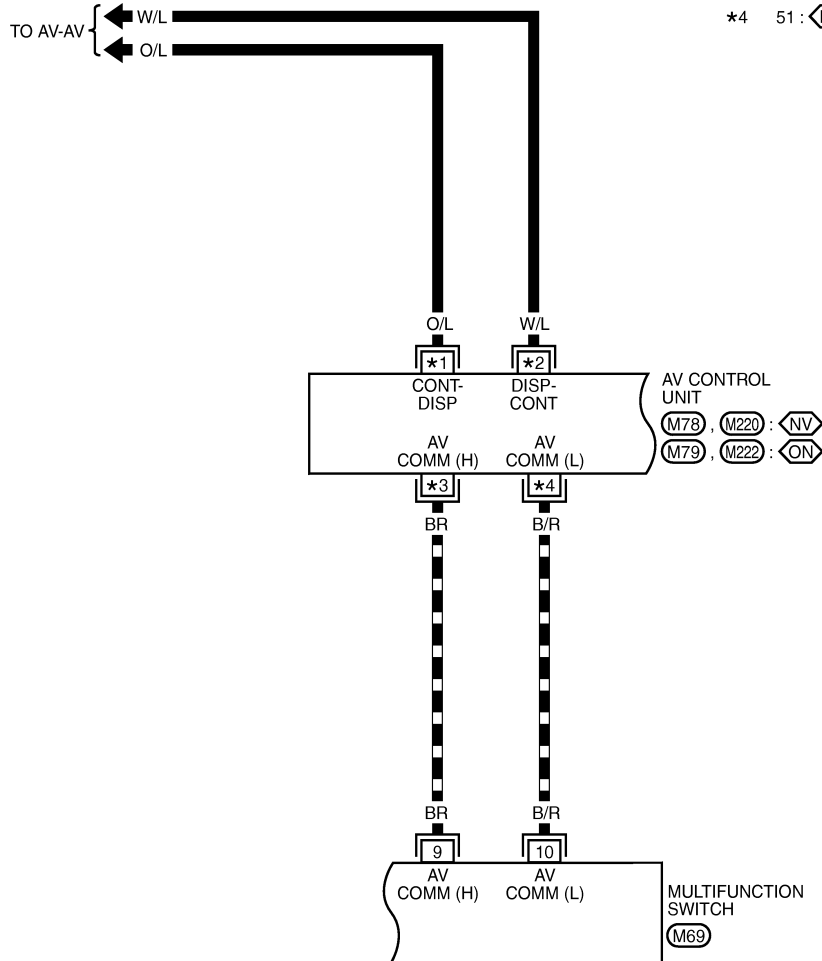 W/L
TO AV-AV
O/L
★4 51 :
O/L W/L
★1 ★2
CONT-
DISP
DISP-
CONT
AV CONTROL
UNIT
M78 , M220 : NV
M79 , M222 : ON
AV
COMM (H)
AV
COMM (L)
★3 ★4
BR B/R
BR B/R
9 10
AV
COMM (H)
AV
COMM (L)
MULTIFUNCTION
SWITCH
M69